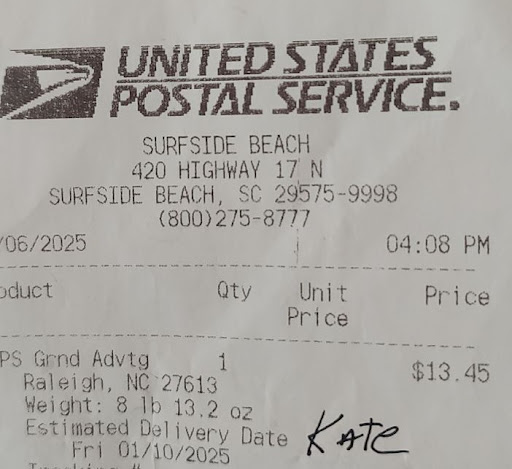 UNITED STATES
POSTAL SERVICE.
SURFSIDE BEACH
420 HIGHWAY 17 N
SURFSIDE BEACH, SC 29575-9998
(800)275-8777
/06/2025 04:08 PM
oduct Qty Unit Price
Price
PS Grnd Advtg 1 $13.45
Raleigh, NC 27613
Weight: 8 lb 13.2 oz
Estimated Delivery Date KATE
Fri 01/10/2025